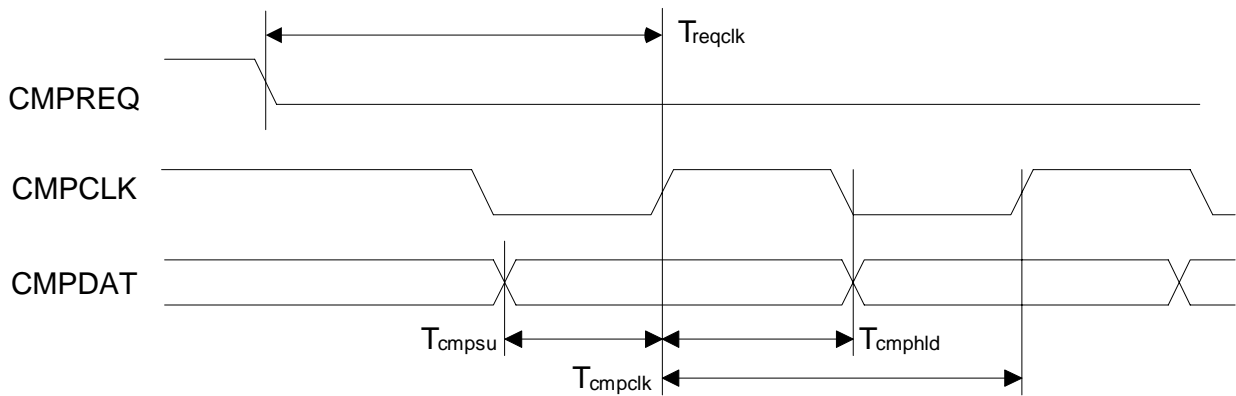 Treqclk
CMPREQ
CMPCLK
CMPDAT
Tcmpsu
Tcmphld
Tcmpclk